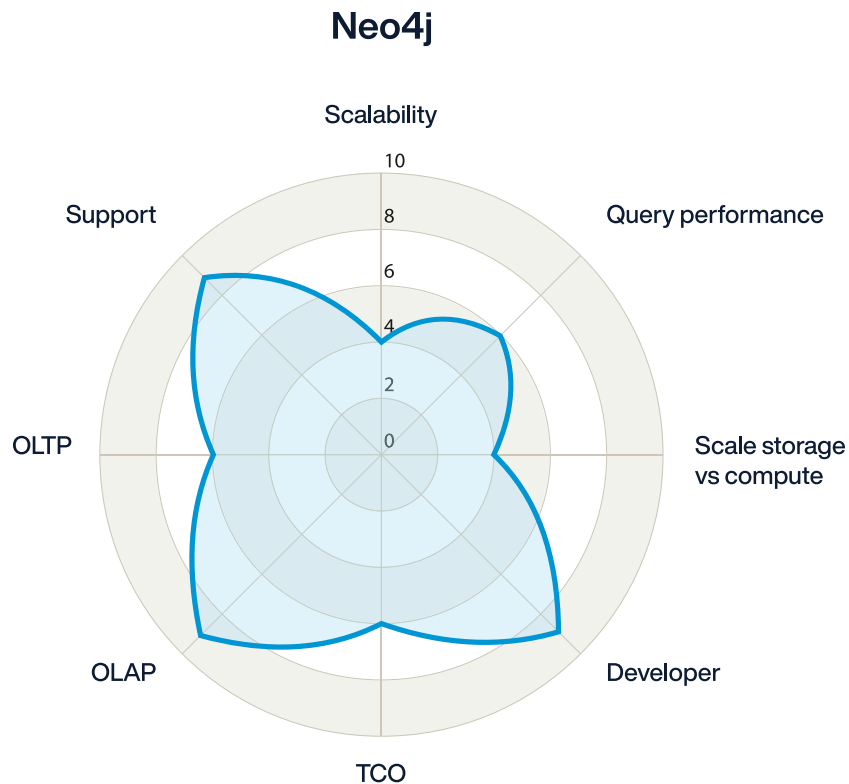 Neo4j
Scalability
10
Support
Query performance
8
6
4
2
0
OLTP
Scale storage
vs compute
OLAP
Developer
TCO